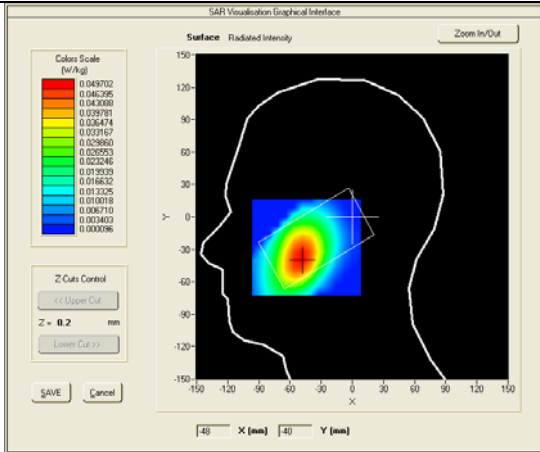 SAR Visualisation Graphical Interface
Surface Radiated Intensity
Zoom In/Out
Colors Scale
(W/kg)
0.049702
0.046395
0.043088
0.039781
0.036474
0.033167
0.029860
0.026553
0.023246
0.019939
0.016632
0.013325
0.010018
0.006710
0.003403
0.000096
Z Cuts Control
<< Upper Cut
Z = 0.2 mm
Lower Cut >>
SAVE Cancel
150
120
90
60
30
0
-30
-60
-90
-120
-150
Y
-150 -120 -90 -60 -30 0 30 60 90 120 150
X
-48 X (mm) -40 Y (mm)